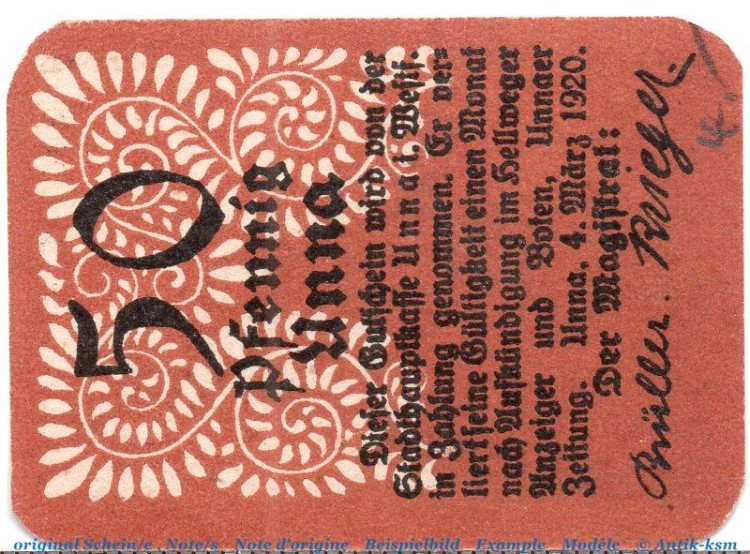 50
Pfennig
Unna
Dieser Gutschein wird von der
Stadthauptkasse Unna i. Westf.
in Zahlung genommen. Er ver-
liert seine Gültigkeit einen Monat
nach Aufkündigung im Hellweger
Anzeiger und Boten, Unnaer
Zeitung. Unna, 4. März 1920.
Der Magistrat:
original Schein/e, Note/s Note d'origine Beispielbild Example Modéle © Antik-ksm